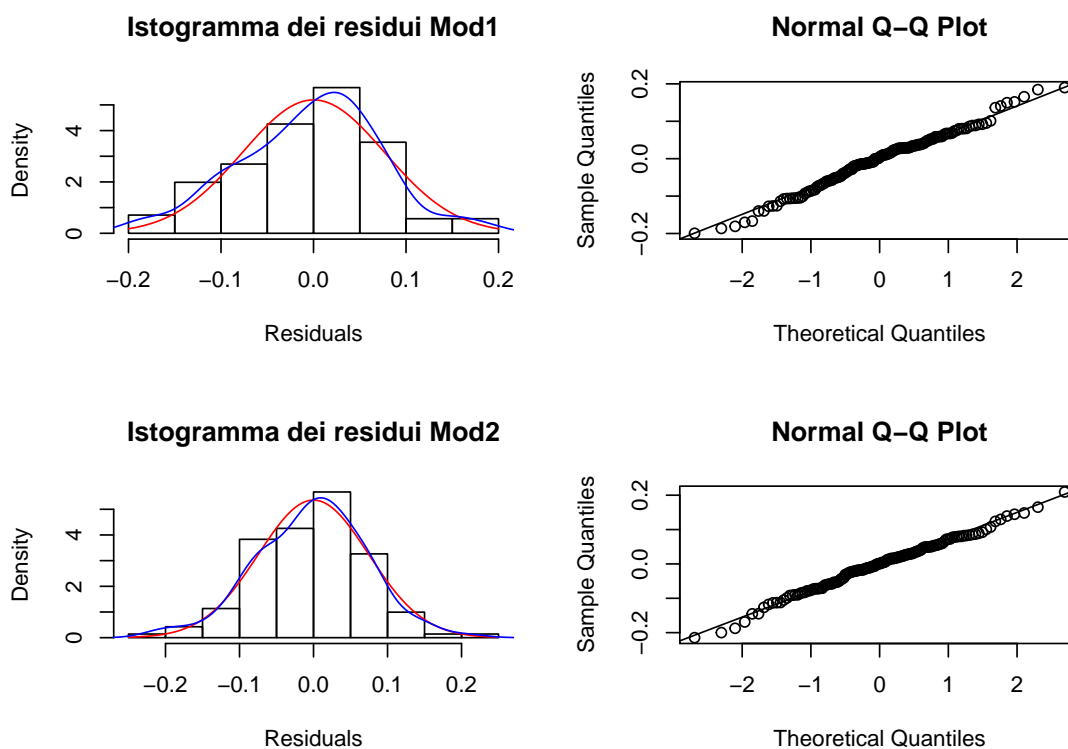 Istogramma dei residui Mod1
Density
0 2 4
−0.2 −0.1 0.0 0.1 0.2
Residuals
Normal Q−Q Plot
Sample Quantiles
−0.2 0.0 0.2
−2 −1 0 1 2
Theoretical Quantiles
Istogramma dei residui Mod2
Density
0 2 4
−0.2 −0.1 0.0 0.1 0.2
Residuals
Normal Q−Q Plot
Sample Quantiles
−0.2 0.0 0.2
−2 −1 0 1 2
Theoretical Quantiles